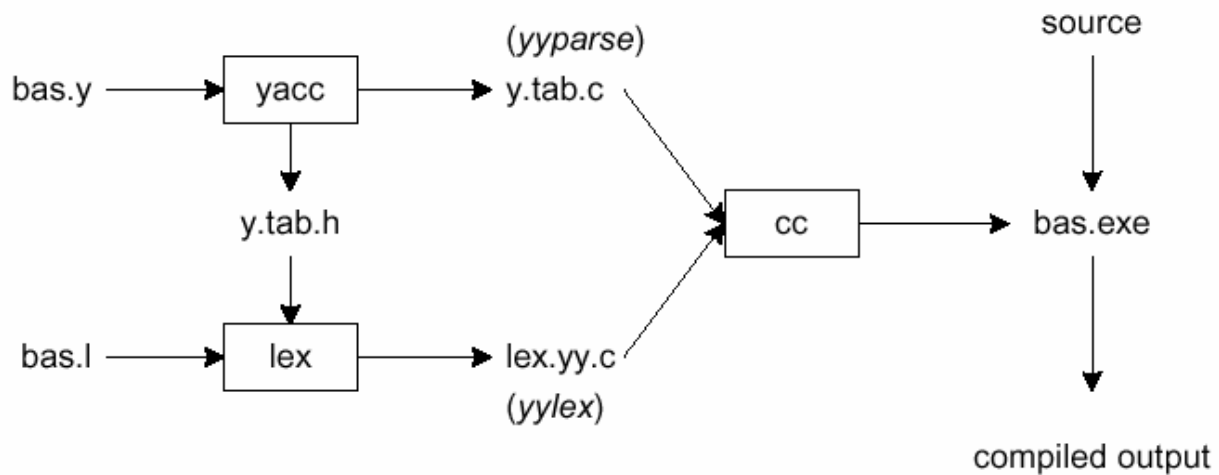 (yyparse)
source
bas.y
yacc
y.tab.c
y.tab.h
cc
bas.exe
bas.l
lex
lex.yy.c
(yylex)
compiled output